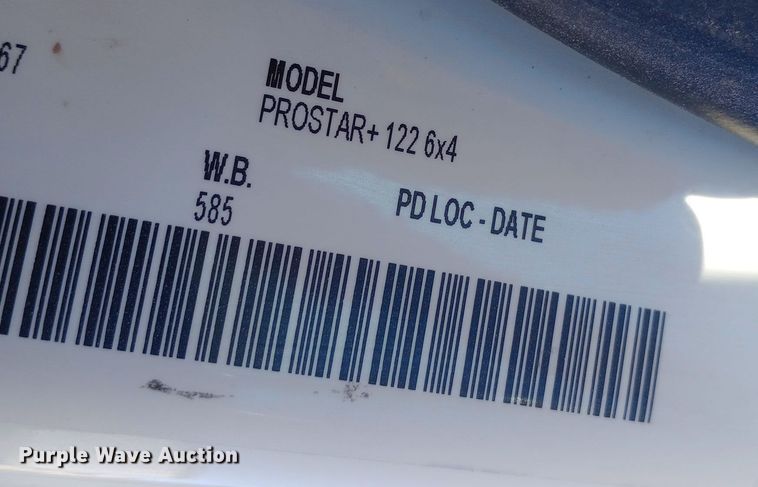 67
MODEL
PROSTAR+ 122 6x4
W.B.
585
PD LOC - DATE
Purple Wave Auction